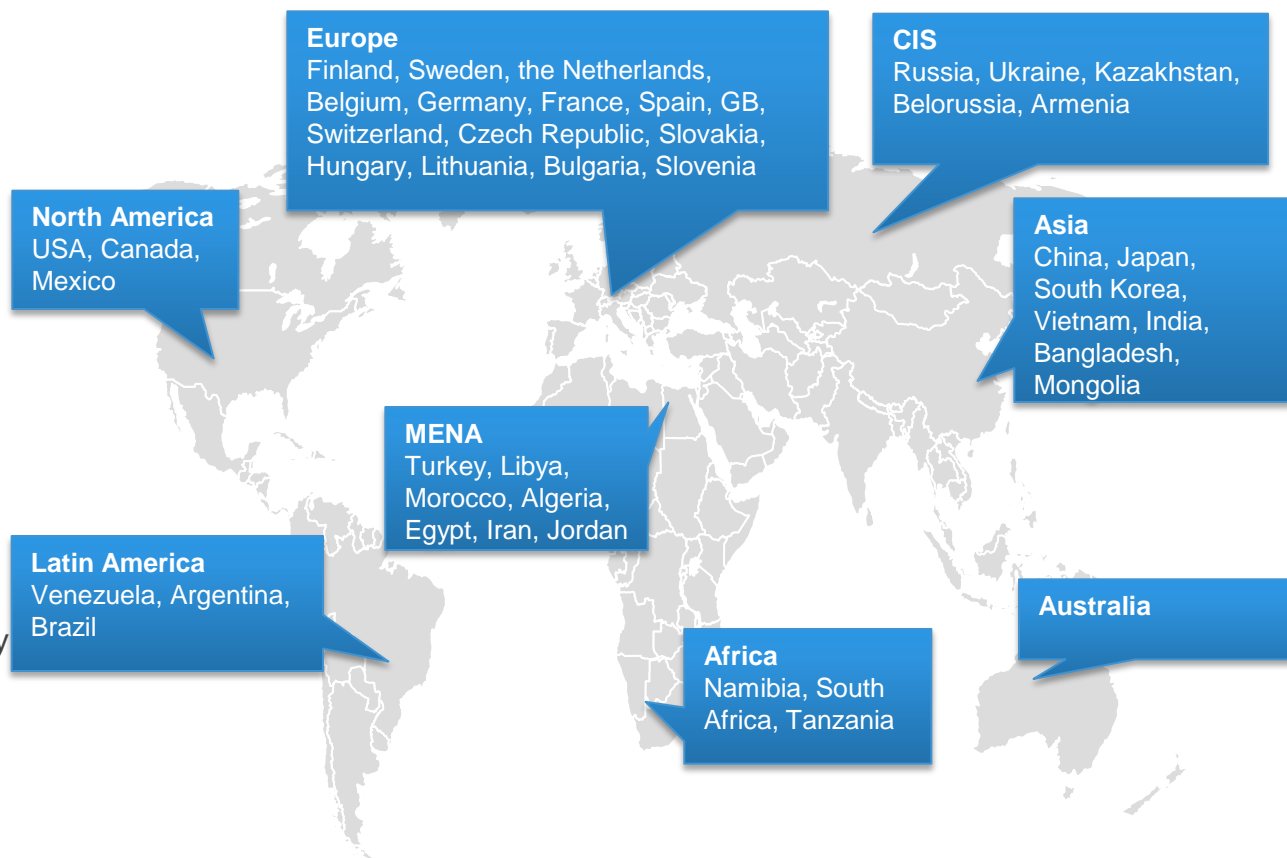 Europe
Finland, Sweden, the Netherlands,
Belgium, Germany, France, Spain, GB,
Switzerland, Czech Republic, Slovakia,
Hungary, Lithuania, Bulgaria, Slovenia
CIS
Russia, Ukraine, Kazakhstan,
Belorussia, Armenia
North America
USA, Canada,
Mexico
Asia
China, Japan,
South Korea,
Vietnam, India,
Bangladesh,
Mongolia
MENA
Turkey, Libya,
Morocco, Algeria,
Egypt, Iran, Jordan
Latin America
Venezuela, Argentina,
Brazil
y
Africa
Namibia, South
Africa, Tanzania
Australia